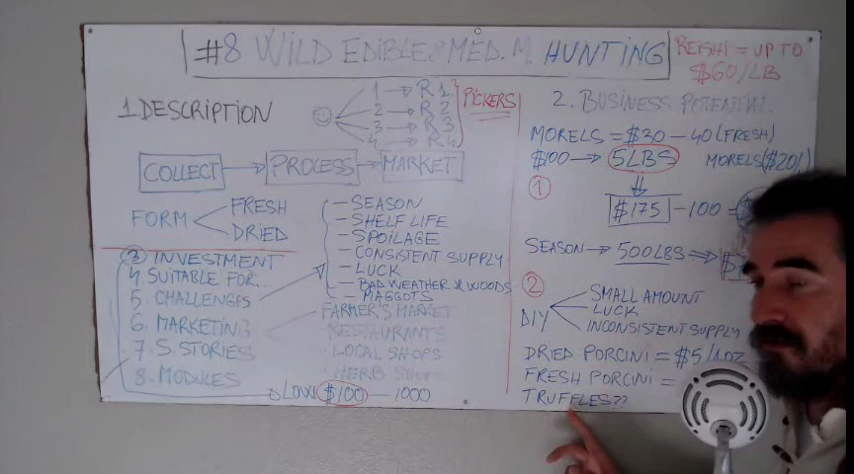 #8 WILD EDIBLE & MED. M. HUNTING
REISHI = UP TO
$60/LB
1. DESCRIPTION
1 → R 1
2 → R 2
3 → R 3
4 → R 4
PICKERS
COLLECT → PROCESS → MARKET
FORM
FRESH
DRIED
- SEASON
- SHELF LIFE
- SPOILAGE
- CONSISTENT SUPPLY
- LUCK
- BAD WEATHER & WOODS
- MAGGOTS
3 INVESTMENT
4. SUITABLE FOR...
5. CHALLENGES
6. MARKETING
7. S. STORIES
8. MODULES
FARMER'S MARKET
RESTAURANTS
LOCAL SHOPS
HERB
LOW $100 - 1000
2. BUSINESS POTENTIAL
MORELS = $30 - 40 (FRESH)
$100 → 5LBS MORELS ($20/
1
$175 - 100 =
SEASON → 500LBS ⇒
2
DIY
SMALL AMOUNT
LUCK
INCONSISTENT SUPPLY
DRIED PORCINI = $5/1OZ
FRESH PORCINI =
TRUFFLES??